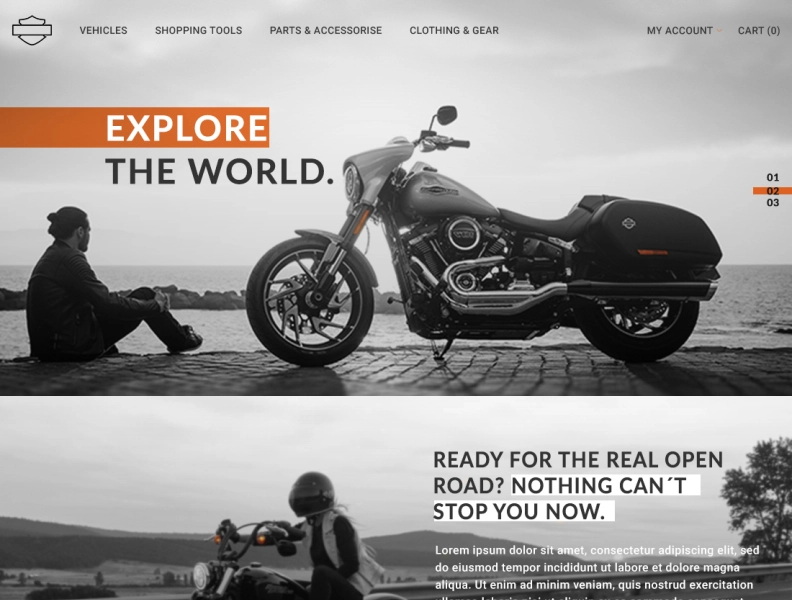 VEHICLES SHOPPING TOOLS PARTS & ACCESSORISE CLOTHING & GEAR MY ACCOUNT CART (0)
EXPLORE
THE WORLD.
01
02
03
READY FOR THE REAL OPEN
ROAD? NOTHING CAN´T
STOP YOU NOW.
Lorem ipsum dolor sit amet, consectetur adipiscing elit, sed
do eiusmod tempor incididunt ut labore et dolore magna
aliqua. Ut enim ad minim veniam, quis nostrud exercitation